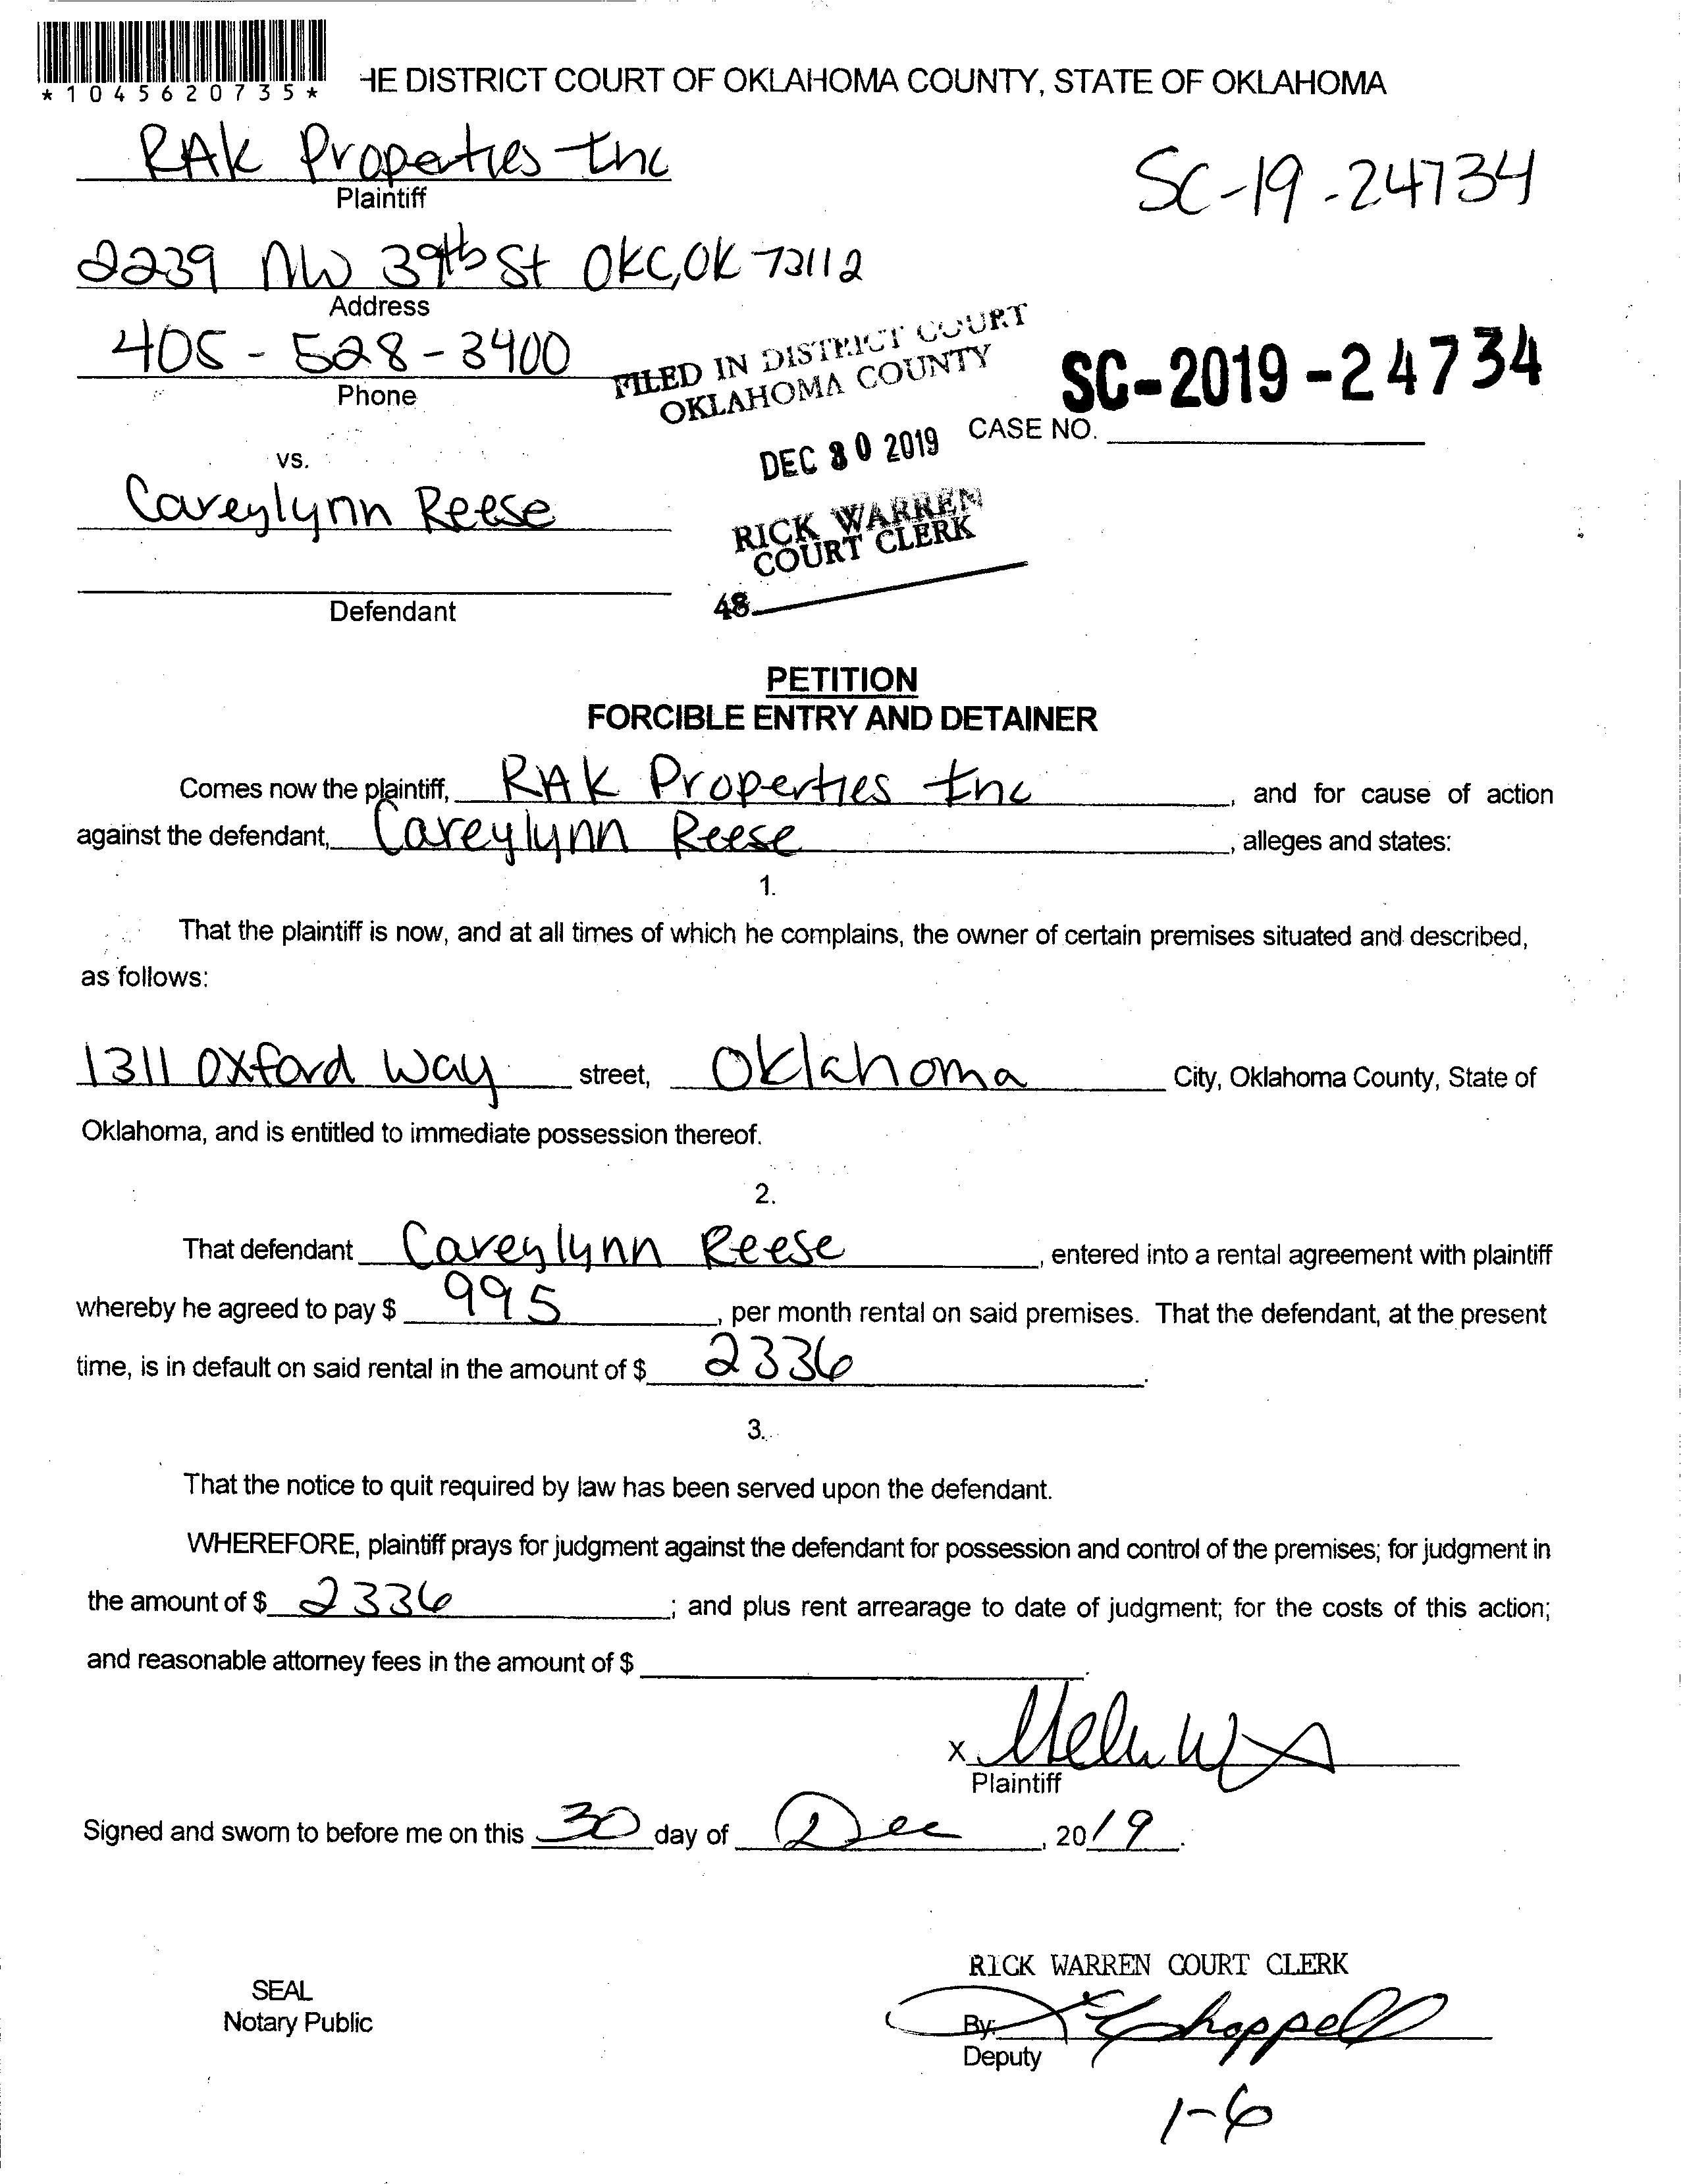 *1045620735*
HE DISTRICT COURT OF OKLAHOMA COUNTY, STATE OF OKLAHOMA
RAK Properties Inc
Plaintiff
SC-19-24734
2239 NW 39th St OKC, OK 73112
Address
405-528-3400
Phone
FILED IN DISTRICT COURT
OKLAHOMA COUNTY
SC-2019-24734
CASE NO.
DEC 30 2019
vs.
Careylynn Reese
RICK WARREN
COURT CLERK
48
Defendant
PETITION
FORCIBLE ENTRY AND DETAINER
Comes now the plaintiff, RAK Properties Inc, and for cause of action
against the defendant, Careylynn Reese, alleges and states:
1.
That the plaintiff is now, and at all times of which he complains, the owner of certain premises situated and described,
as follows:
1311 Oxford Way street, Oklahoma City, Oklahoma County, State of
Oklahoma, and is entitled to immediate possession thereof.
2.
That defendant Careylynn Reese, entered into a rental agreement with plaintiff
whereby he agreed to pay $ 995, per month rental on said premises. That the defendant, at the present
time, is in default on said rental in the amount of $ 2336.
3.
That the notice to quit required by law has been served upon the defendant.
WHEREFORE, plaintiff prays for judgment against the defendant for possession and control of the premises; for judgment in
the amount of $ 2336; and plus rent arrearage to date of judgment; for the costs of this action;
and reasonable attorney fees in the amount of $ .
X
Plaintiff
Signed and sworn to before me on this 30 day of Dec, 2019.
RICK WARREN COURT CLERK
SEAL
Notary Public
By:
Deputy
1-6